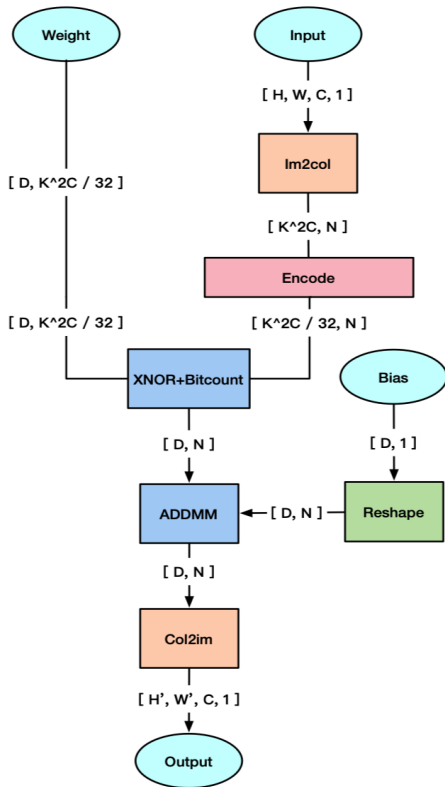 Weight
Input
[ H, W, C, 1 ]
Im2col
[ D, K^2C / 32 ]
[ K^2C, N ]
Encode
[ D, K^2C / 32 ]
[ K^2C / 32, N ]
XNOR+Bitcount
Bias
[ D, N ]
[ D, 1 ]
ADDMM
[ D, N ]
Reshape
[ D, N ]
Col2im
[ H’, W’, C, 1 ]
Output